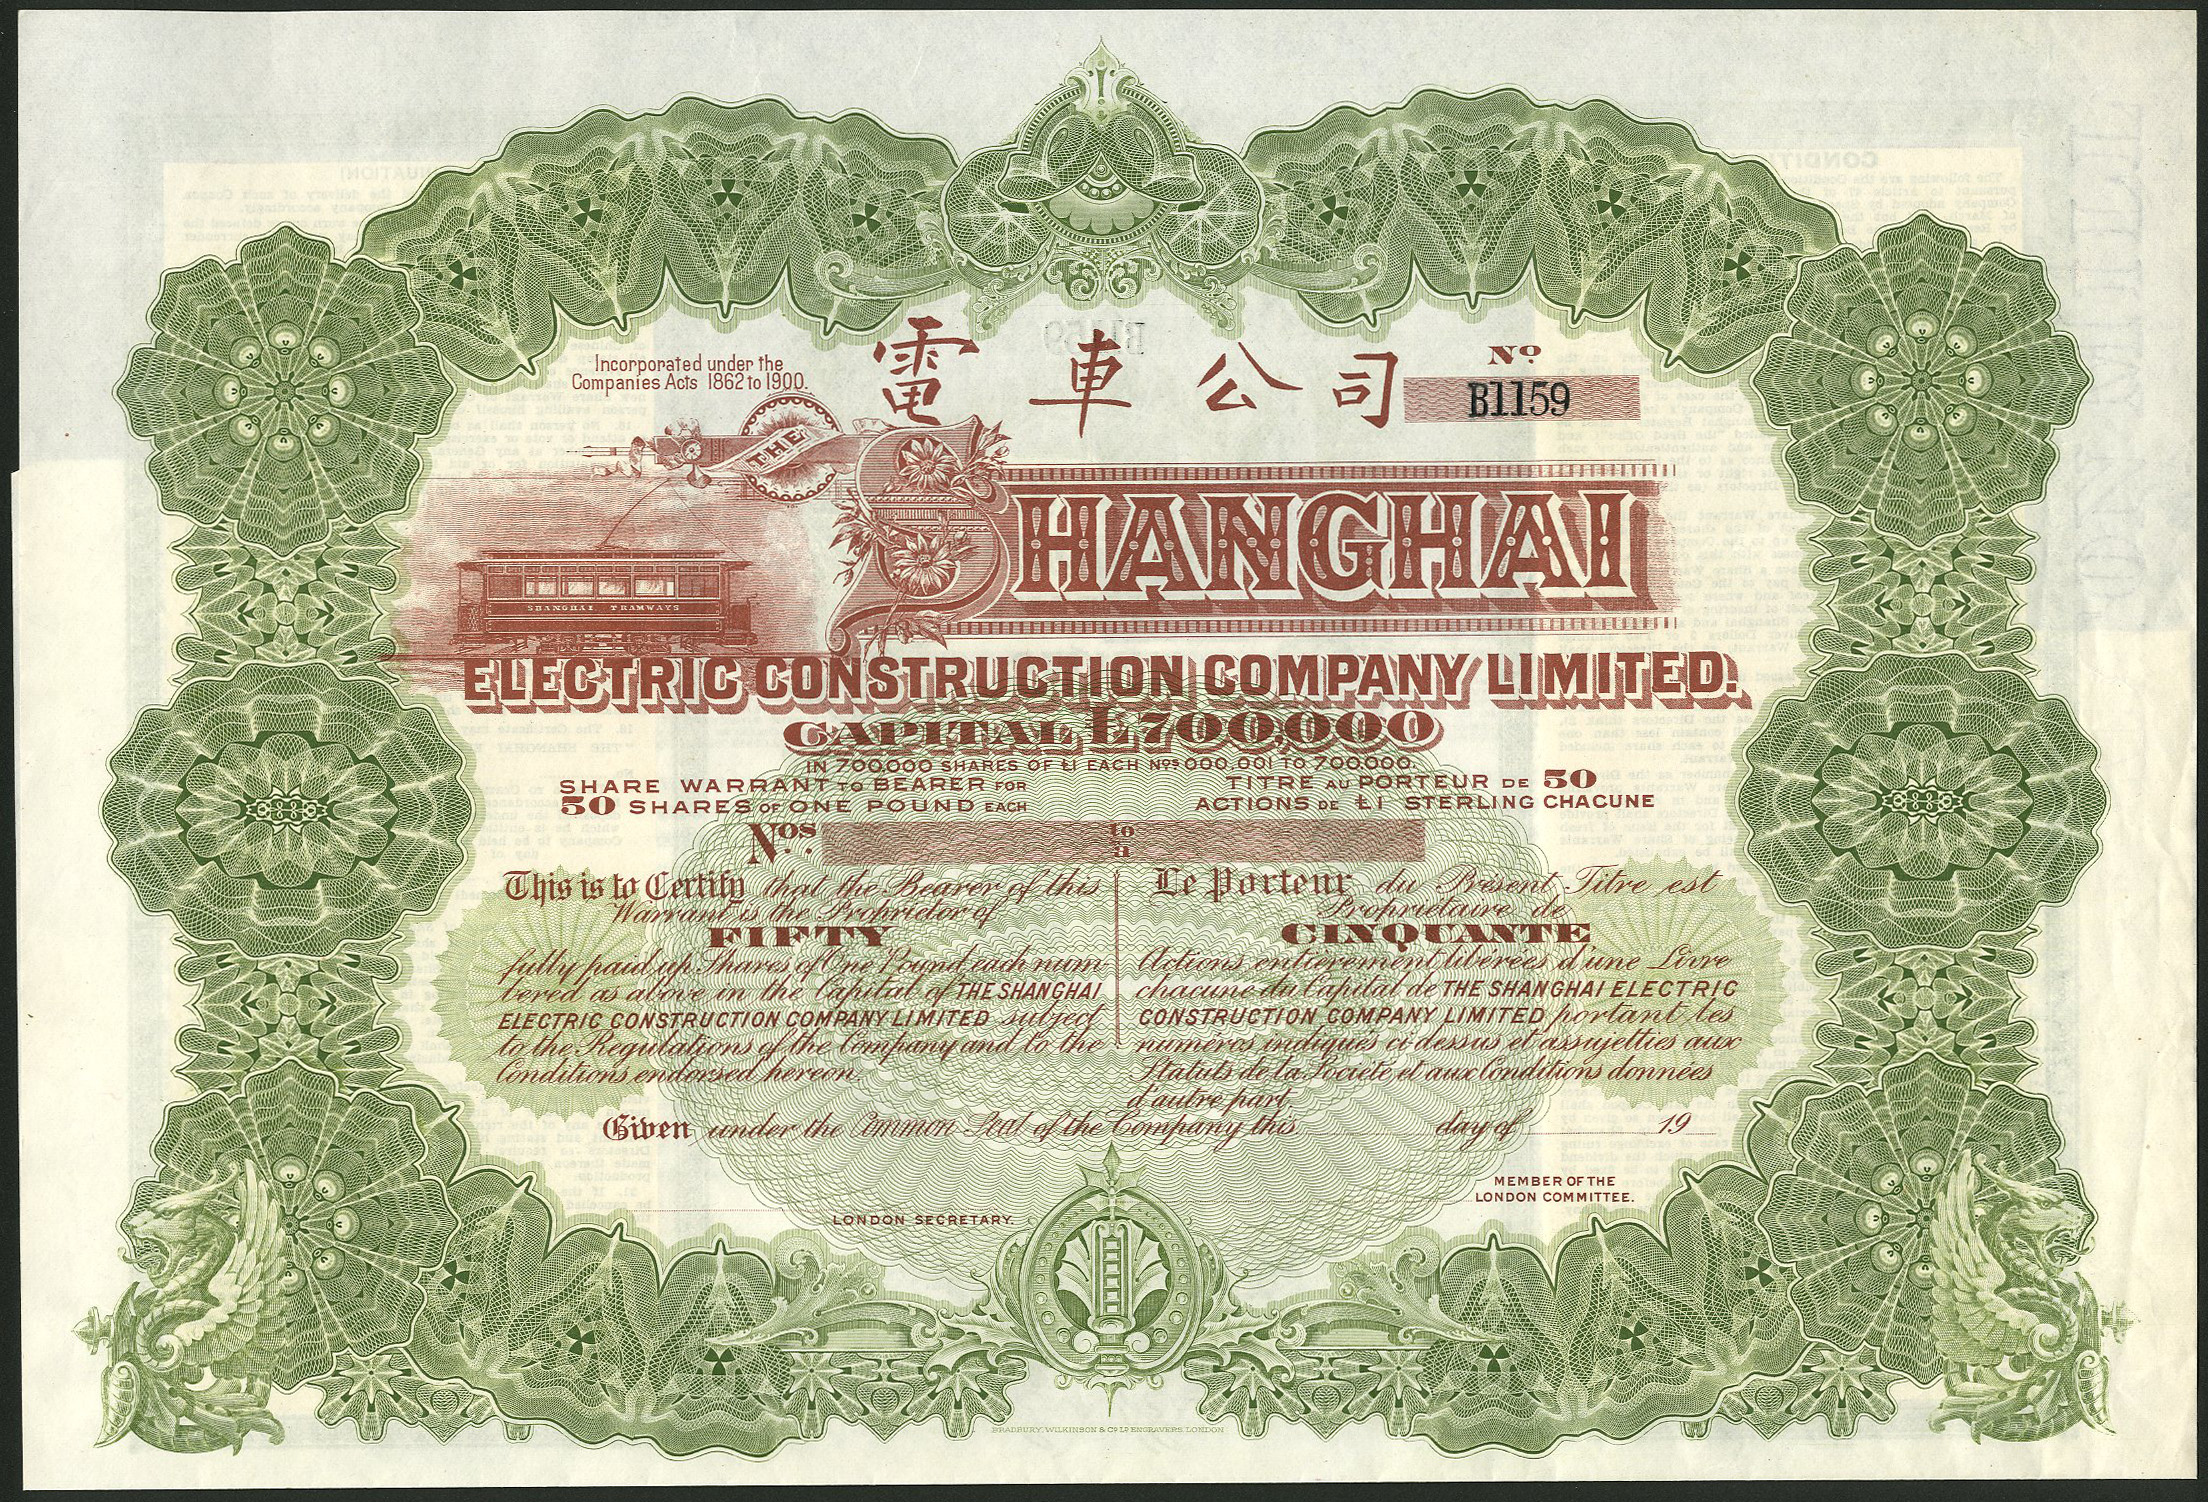 電車公司
Incorporated under the
Companies Acts 1862 to 1900.
No.
B1159
THE
SHANGHAI
SHANGHAI TRAMWAYS
ELECTRIC CONSTRUCTION COMPANY LIMITED.
CAPITAL £700,000
IN 700,000 SHARES OF £1 EACH Nos 000,001 TO 700,000.
SHARE WARRANT TO BEARER FOR
50 SHARES OF ONE POUND EACH
TITRE AU PORTEUR DE 50
ACTIONS DE £1 STERLING CHACUNE
Nos. to
à
This is to Certify that the Bearer of this
Warrant is the Proprietor of
FIFTY
fully paid up Shares of One Pound each num
bered as above in the Capital of THE SHANGHAI
ELECTRIC CONSTRUCTION COMPANY LIMITED subject
to the Regulations of the Company and to the
Conditions endorsed hereon.
Le Porteur du Présent Titre est
Propriétaire de
CINQUANTE
Actions entièrement libérées d'une Livre
chacune du Capital de THE SHANGHAI ELECTRIC
CONSTRUCTION COMPANY LIMITED portant les
numéros indiqués ci dessus et assujetties aux
Statuts de la Société et aux Conditions données
d'autre part
Given under the Common Seal of the Company this day of 19
MEMBER OF THE
LONDON COMMITTEE.
LONDON SECRETARY.
BRADBURY, WILKINSON & Co Ld ENGRAVERS, LONDON